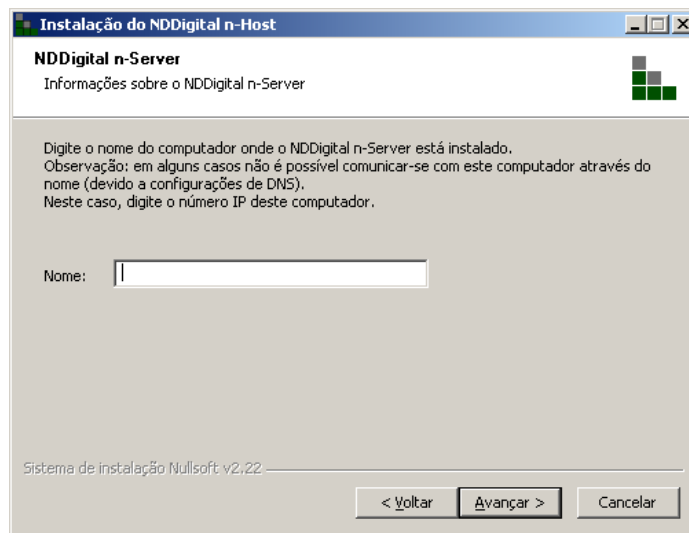 Instalação do NDDigital n-Host
NDDigital n-Server
Informações sobre o NDDigital n-Server
Digite o nome do computador onde o NDDigital n-Server está instalado.
Observação: em alguns casos não é possível comunicar-se com este computador através do
nome (devido a configurações de DNS).
Neste caso, digite o número IP deste computador.
Nome:
Sistema de instalação Nullsoft v2.22
< Voltar Avançar > Cancelar